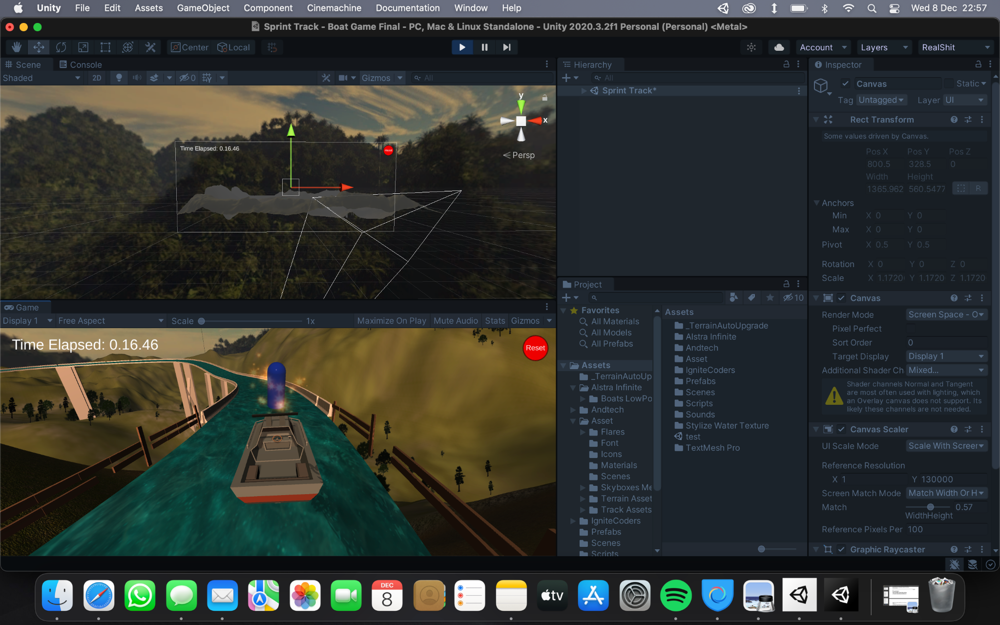 Unity File Edit Assets GameObject Component Cinemachine Documentation Window Help Wed 8 Dec 22:57
Sprint Track - Boat Game Final - PC, Mac & Linux Standalone - Unity 2020.3.2f1 Personal (Personal) <Metal>
Center Local Account Layers RealShit
Scene Console
Shaded 2D 0 Gizmos All
y
x
Persp
Time Elapsed: 0.16.46
Game
Display 1 Free Aspect Scale 1x Maximize On Play Mute Audio Stats Gizmos
Time Elapsed: 0.16.46
Reset
Hierarchy
All
Sprint Track*
Project
10
Favorites
All Materials
All Models
All Prefabs
Assets
_TerrainAutoUp
Alstra Infinite
Boats LowPo
Andtech
Asset
Flares
Font
Icons
Materials
Scenes
Skyboxes Me
Terrain Asset
Track Assets
IgniteCoders
Prefabs
Scenes
Scripts
Assets
_TerrainAutoUpgrade
Alstra Infinite
Andtech
Asset
IgniteCoders
Prefabs
Scenes
Scripts
Sounds
Stylize Water Texture
test
TextMesh Pro
Inspector
Canvas Static
Tag Untagged Layer UI
Rect Transform
Some values driven by Canvas.
Pos X Pos Y Pos Z
800.5 328.5 0
Width Height
1365.962 560.5477 R
Anchors
Min X 0 Y 0
Max X 0 Y 0
Pivot X 0.5 Y 0.5
Rotation X 0 Y 0 Z 0
Scale X 1.1720 Y 1.1720 Z 1.1720
Canvas
Render Mode Screen Space - O
Pixel Perfect
Sort Order 0
Target Display Display 1
Additional Shader Ch Mixed...
Shader channels Normal and Tangent
are most often used with lighting, which
an Overlay canvas does not support. Its
likely these channels are not needed.
Canvas Scaler
UI Scale Mode Scale With Screen
Reference Resolution
X 1 Y 130000
Screen Match Mode Match Width Or H
Match 0.57
Width Height
Reference Pixels Per 100
Graphic Raycaster
DEC
8
tv